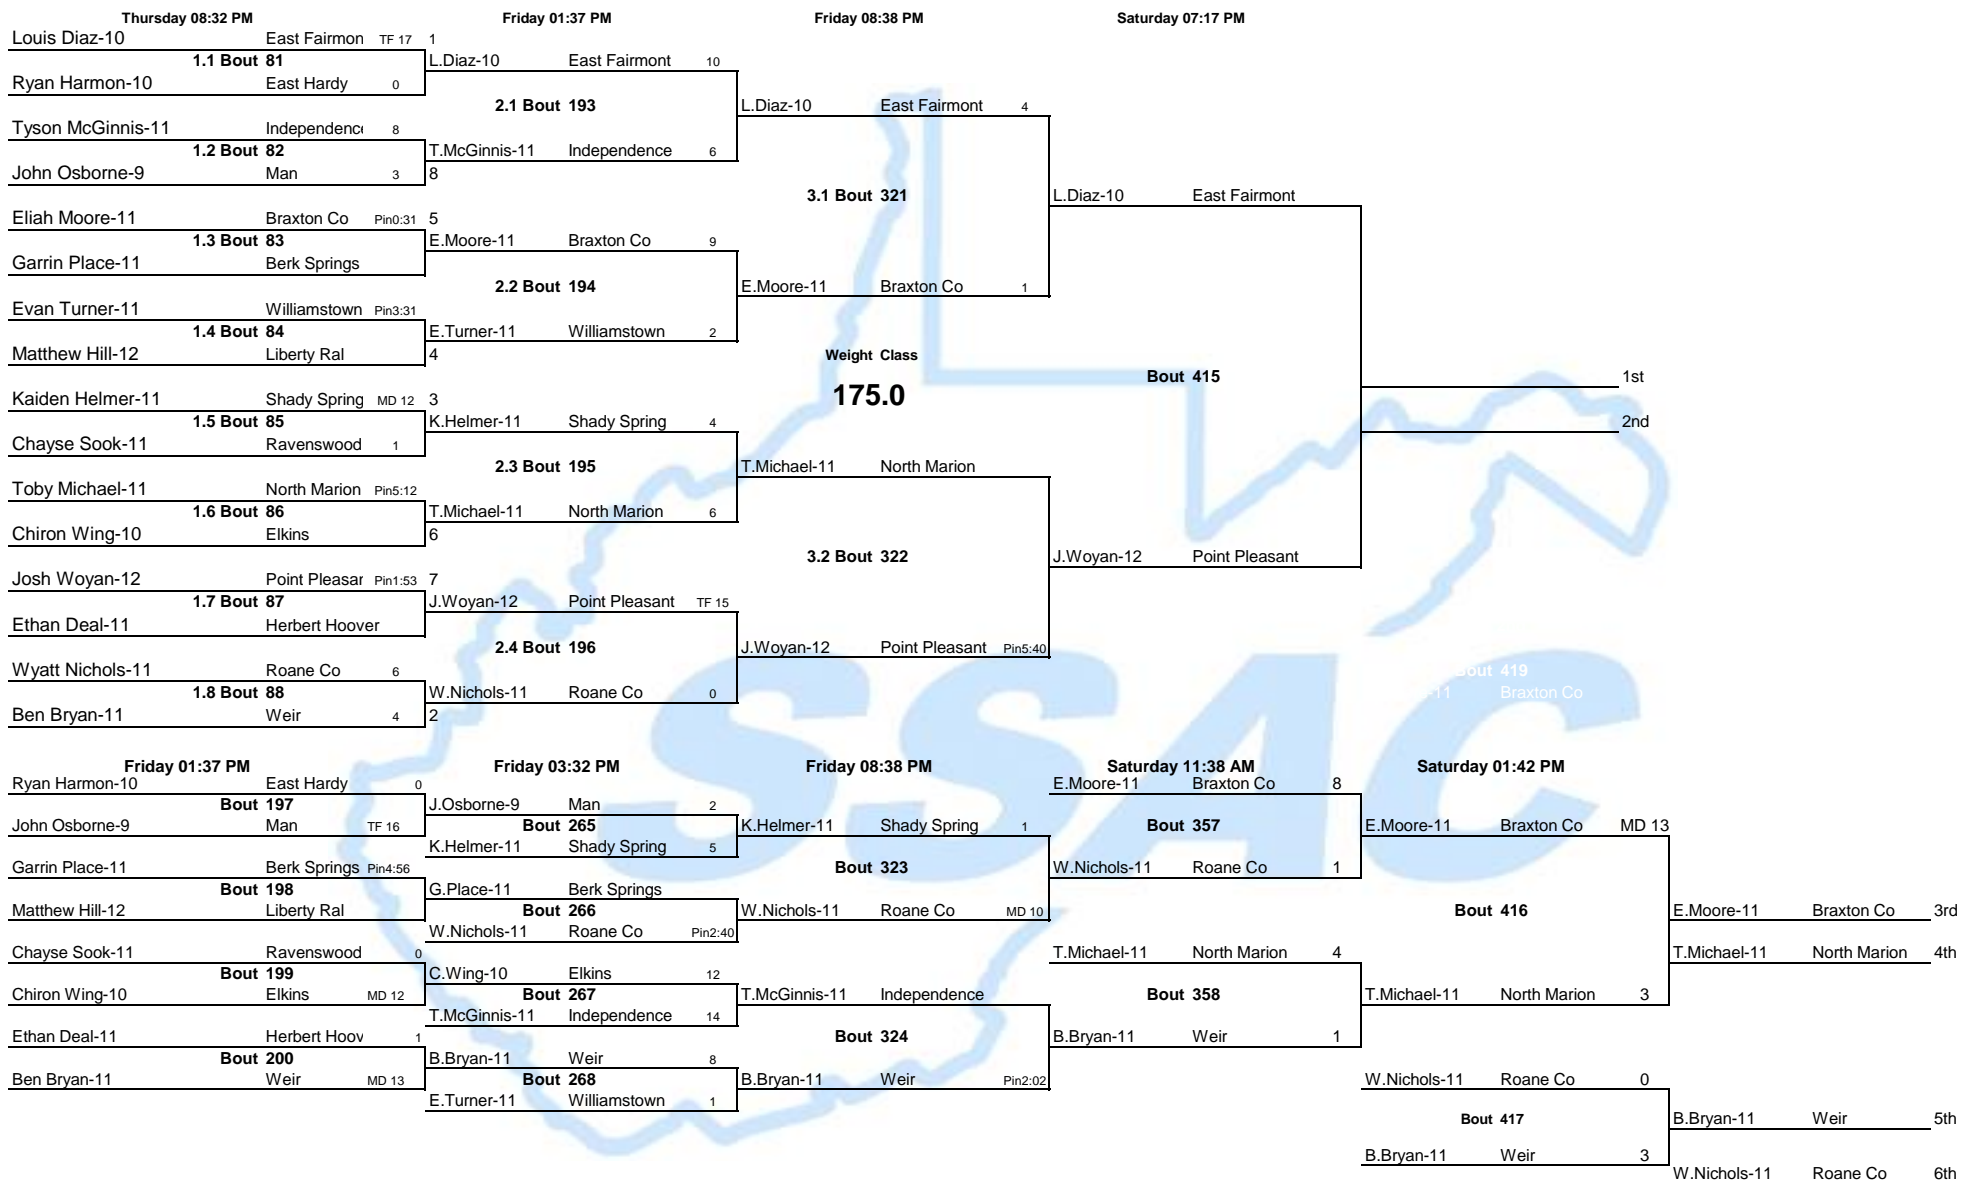 Thursday 08:32 PM Friday 01:37 PM Friday 08:38 PM Saturday 07:17 PM
Louis Diaz-10 East Fairmon TF 17 1
1.1 Bout 81 L.Diaz-10 East Fairmont 10
Ryan Harmon-10 East Hardy 0
2.1 Bout 193 L.Diaz-10 East Fairmont 4
Tyson McGinnis-11 Independence 8
1.2 Bout 82 T.McGinnis-11 Independence 6
John Osborne-9 Man 3 8
3.1 Bout 321 L.Diaz-10 East Fairmont
Eliah Moore-11 Braxton Co Pin0:31 5
1.3 Bout 83 E.Moore-11 Braxton Co 9
Garrin Place-11 Berk Springs
2.2 Bout 194 E.Moore-11 Braxton Co 1
Evan Turner-11 Williamstown Pin3:31
1.4 Bout 84 E.Turner-11 Williamstown 2
Matthew Hill-12 Liberty Ral 4 Weight Class
Bout 415 1st
Kaiden Helmer-11 Shady Spring MD 12 3 175.0
1.5 Bout 85 K.Helmer-11 Shady Spring 4 2nd
Chayse Sook-11 Ravenswood 1
2.3 Bout 195 T.Michael-11 North Marion
Toby Michael-11 North Marion Pin5:12
1.6 Bout 86 T.Michael-11 North Marion 6
Chiron Wing-10 Elkins 6
3.2 Bout 322 J.Woyan-12 Point Pleasant
Josh Woyan-12 Point Pleasar Pin1:53 7
1.7 Bout 87 J.Woyan-12 Point Pleasant TF 15
Ethan Deal-11 Herbert Hoover
2.4 Bout 196 J.Woyan-12 Point Pleasant Pin5:40
Wyatt Nichols-11 Roane Co 6 Bout 419
1.8 Bout 88 W.Nichols-11 Roane Co 0 -11 Braxton Co
Ben Bryan-11 Weir 4 2
SSAC
Friday 01:37 PM Friday 03:32 PM Friday 08:38 PM Saturday 11:38 AM Saturday 01:42 PM
Ryan Harmon-10 East Hardy 0 E.Moore-11 Braxton Co 8
Bout 197 J.Osborne-9 Man 2
John Osborne-9 Man TF 16 Bout 265 K.Helmer-11 Shady Spring 1 Bout 357 E.Moore-11 Braxton Co MD 13
K.Helmer-11 Shady Spring 5
Garrin Place-11 Berk Springs Pin4:56 Bout 323 W.Nichols-11 Roane Co 1
Bout 198 G.Place-11 Berk Springs
Matthew Hill-12 Liberty Ral Bout 266 W.Nichols-11 Roane Co MD 10 Bout 416 E.Moore-11 Braxton Co 3rd
W.Nichols-11 Roane Co Pin2:40
Chayse Sook-11 Ravenswood 0 T.Michael-11 North Marion 4 T.Michael-11 North Marion 4th
Bout 199 C.Wing-10 Elkins 12
Chiron Wing-10 Elkins MD 12 Bout 267 T.McGinnis-11 Independence Bout 358 T.Michael-11 North Marion 3
T.McGinnis-11 Independence 14
Ethan Deal-11 Herbert Hoov 1 Bout 324 B.Bryan-11 Weir 1
Bout 200 B.Bryan-11 Weir 8
Ben Bryan-11 Weir MD 13 Bout 268 B.Bryan-11 Weir Pin2:02 W.Nichols-11 Roane Co 0
E.Turner-11 Williamstown 1
Bout 417 B.Bryan-11 Weir 5th
B.Bryan-11 Weir 3
W.Nichols-11 Roane Co 6th